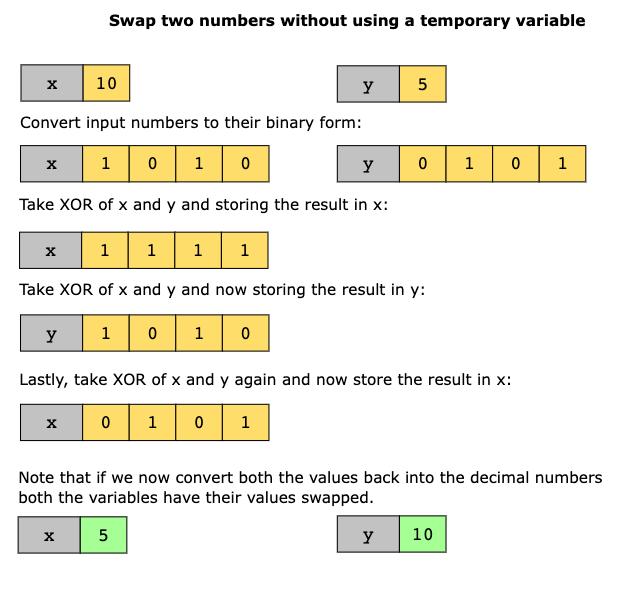 Swap two numbers without using a temporary variable
x 10 y 5
Convert input numbers to their binary form:
x 1 0 1 0 y 0 1 0 1
Take XOR of x and y and storing the result in x:
x 1 1 1 1
Take XOR of x and y and now storing the result in y:
y 1 0 1 0
Lastly, take XOR of x and y again and now store the result in x:
x 0 1 0 1
Note that if we now convert both the values back into the decimal numbers
both the variables have their values swapped.
x 5 y 10